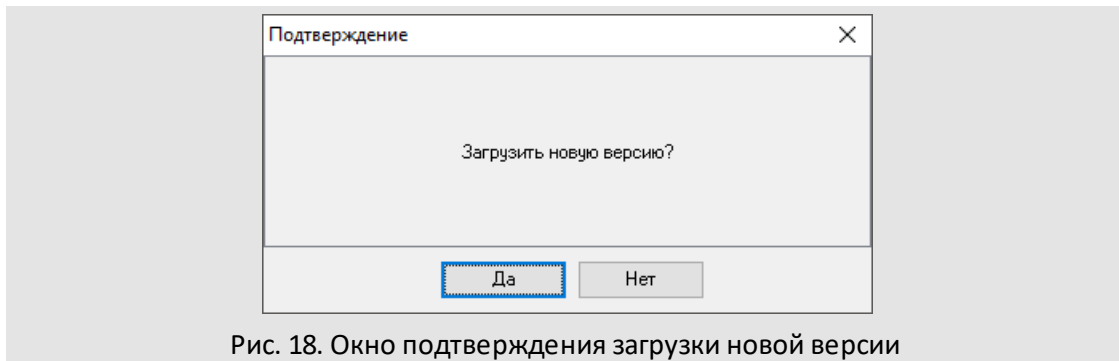 Подтверждение
Загрузить новую версию?
Да Нет
Рис. 18. Окно подтверждения загрузки новой версии